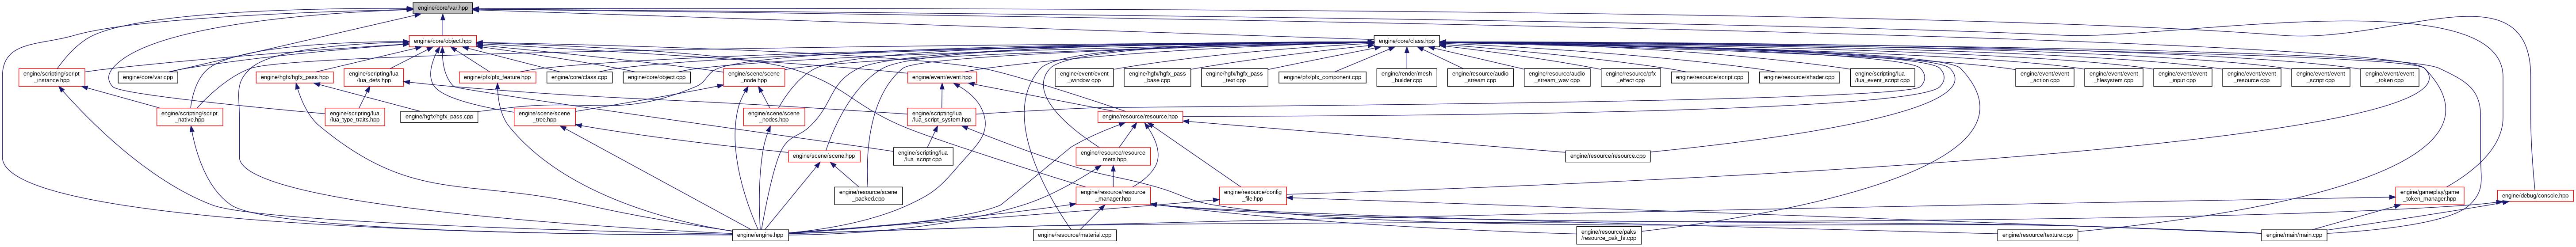 engine/core/var.hpp
engine/core/object.hpp
engine/core/class.hpp
engine/scripting/script
_instance.hpp
engine/core/var.cpp
engine/hgfx/hgfx_pass.hpp
engine/scripting/lua
/lua_defs.hpp
engine/pfx/pfx_feature.hpp
engine/core/class.cpp
engine/core/object.cpp
engine/scene/scene
_node.hpp
engine/event/event.hpp
engine/event/event
_window.cpp
engine/hgfx/hgfx_pass
_base.cpp
engine/hgfx/hgfx_pass
_text.cpp
engine/pfx/pfx_component.cpp
engine/render/mesh
_builder.cpp
engine/resource/audio
_stream.cpp
engine/resource/audio
_stream_wav.cpp
engine/resource/pfx
_effect.cpp
engine/resource/script.cpp
engine/resource/shader.cpp
engine/scripting/lua
/lua_event_script.cpp
engine/event/event
_action.cpp
engine/event/event
_filesystem.cpp
engine/event/event
_input.cpp
engine/event/event
_resource.cpp
engine/event/event
_script.cpp
engine/event/event
_token.cpp
engine/scripting/script
_native.hpp
engine/scripting/lua
/lua_type_traits.hpp
engine/hgfx/hgfx_pass.cpp
engine/scene/scene
_tree.hpp
engine/scene/scene
_nodes.hpp
engine/scripting/lua
/lua_script_system.hpp
engine/resource/resource.hpp
engine/scene/scene.hpp
engine/scripting/lua
/lua_script.cpp
engine/resource/resource
_meta.hpp
engine/resource/resource.cpp
engine/resource/scene
_packed.cpp
engine/resource/resource
_manager.hpp
engine/resource/config
_file.hpp
engine/gameplay/game
_token_manager.hpp
engine/debug/console.hpp
engine/engine.hpp
engine/resource/material.cpp
engine/resource/paks
/resource_pak_fs.cpp
engine/resource/texture.cpp
engine/main/main.cpp